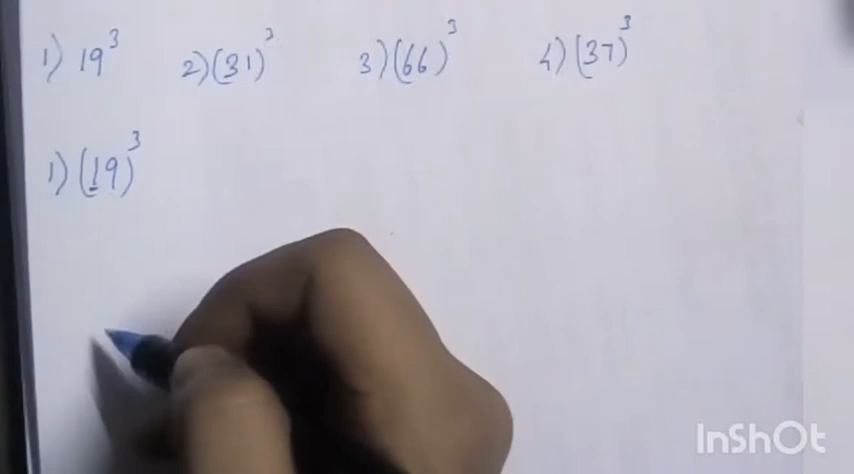 1) 19³ 2) (31)³ 3) (66)³ 4) (37)³
1) (19)³
InShOt